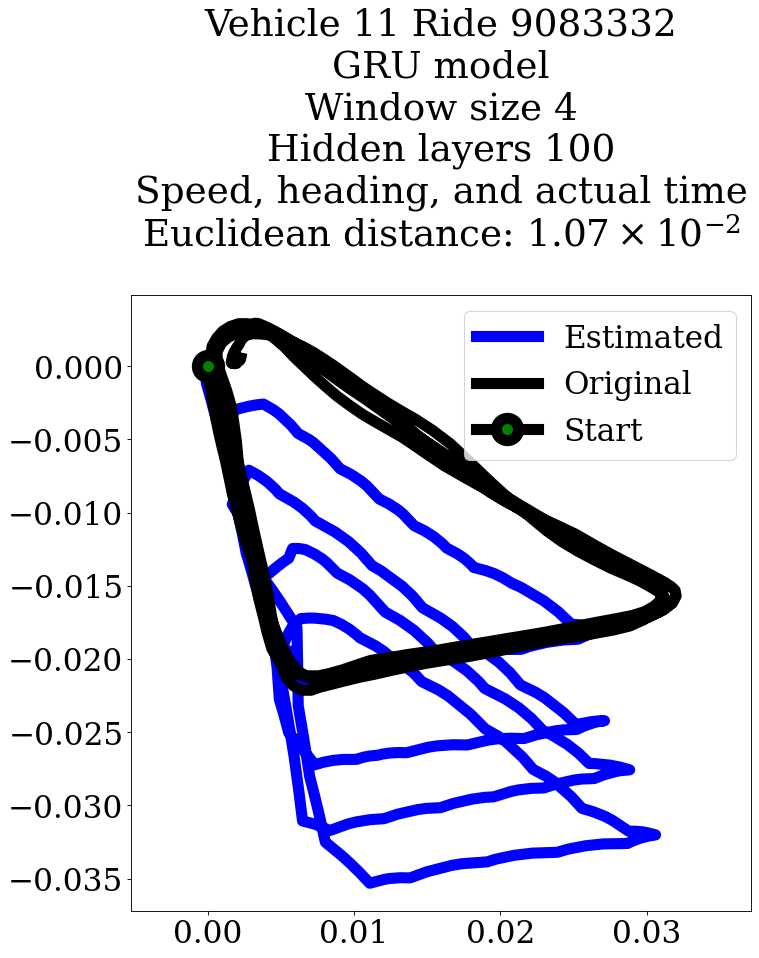 Vehicle 11 Ride 9083332
GRU model
Window size 4
Hidden layers 100
Speed, heading, and actual time
Euclidean distance: 1.07 × 10⁻²
Estimated
Original
Start
0.000
−0.005
−0.010
−0.015
−0.020
−0.025
−0.030
−0.035
0.00 0.01 0.02 0.03